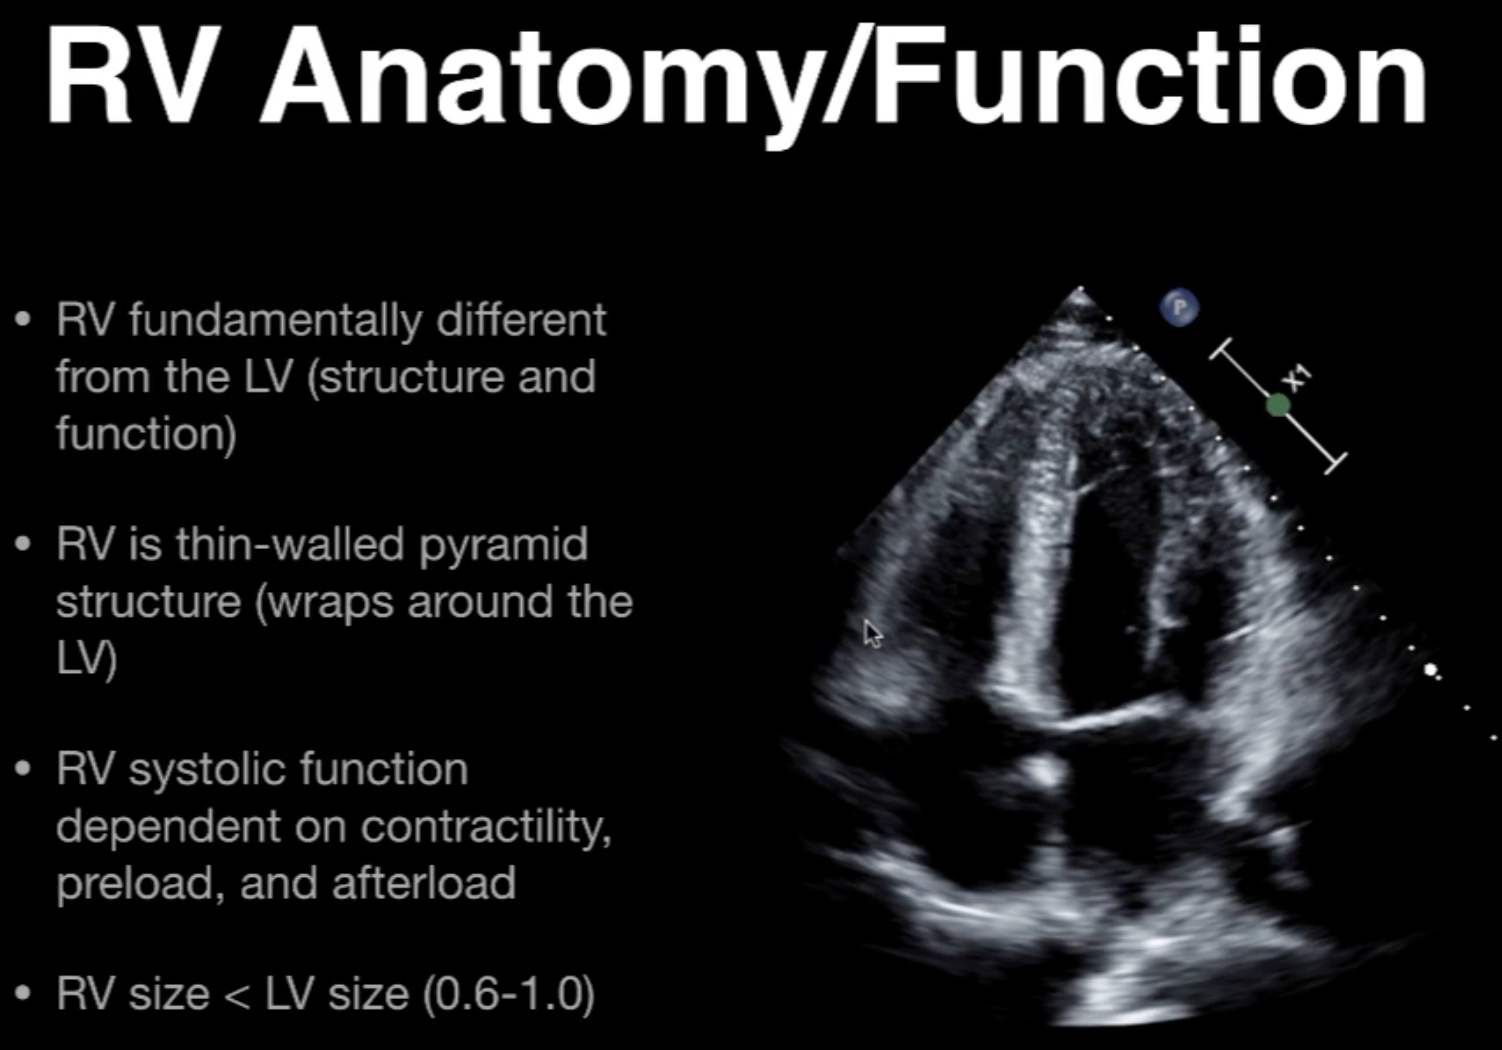 RV Anatomy/Function
• RV fundamentally different
from the LV (structure and
function)
• RV is thin-walled pyramid
structure (wraps around the
LV)
• RV systolic function
dependent on contractility,
preload, and afterload
• RV size < LV size (0.6-1.0)
P
X1